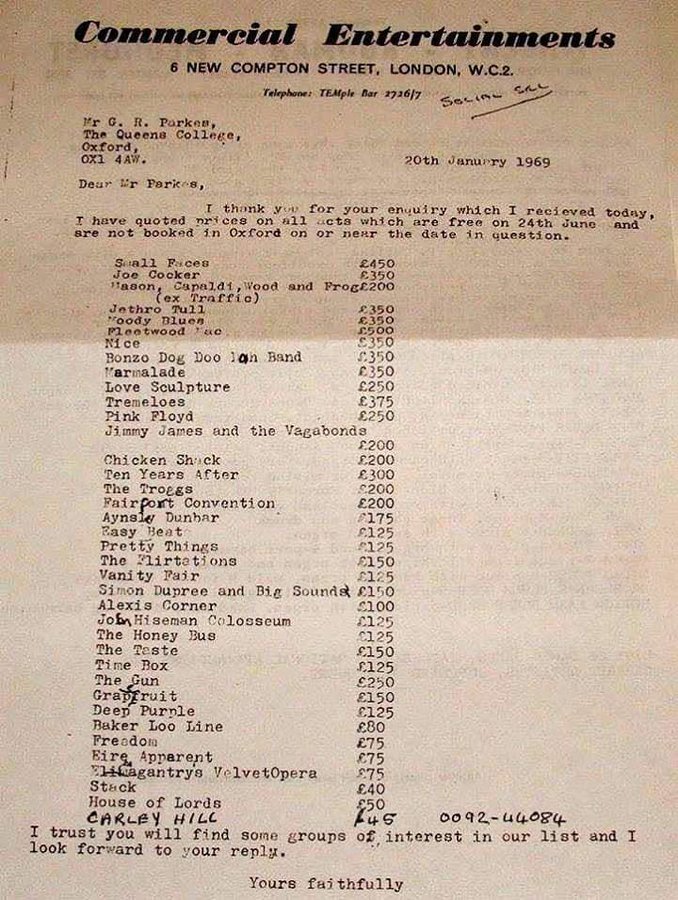 Commercial Entertainments
6 NEW COMPTON STREET, LONDON, W.C.2.
Telephone: TEMple Bar 2726/7
SOCIAL SEC
Mr G. R. Parkes,
The Queens College,
Oxford,
OX1 4AW.
20th January 1969
Dear Mr Parkes,
I thank you for your enquiry which I recieved today,
I have quoted prices on all acts which are free on 24th June and
are not booked in Oxford on or near the date in question.
Small Faces £450
Joe Cocker £350
Mason, Capaldi,Wood and Frog£200
(ex Traffic)
Jethro Tull £350
Moody Blues £350
Fleetwood Mac £500
Nice £350
Bonzo Dog Doo Dah Band £350
Marmalade £350
Love Sculpture £250
Tremeloes £375
Pink Floyd £250
Jimmy James and the Vagabonds
£200
Chicken Shack £200
Ten Years After £300
The Troggs £200
Fairport Convention £200
Aynsly Dunbar £175
Easy Beat £125
Pretty Things £125
The Flirtations £150
Vanity Fair £125
Simon Dupree and Big Sounds £150
Alexis Corner £100
John Hiseman Colosseum £125
The Honey Bus £125
The Taste £150
Time Box £125
The Gun £250
Grapfruit £150
Deep Purple £125
Baker Loo Line £80
Freedom £75
Eire Apparent £75
VelvetOpera £75
Stack £40
House of Lords £50
CARLEY HILL £45 0092-44084
I trust you will find some groups of interest in our list and I
look forward to your reply.
Yours faithfully